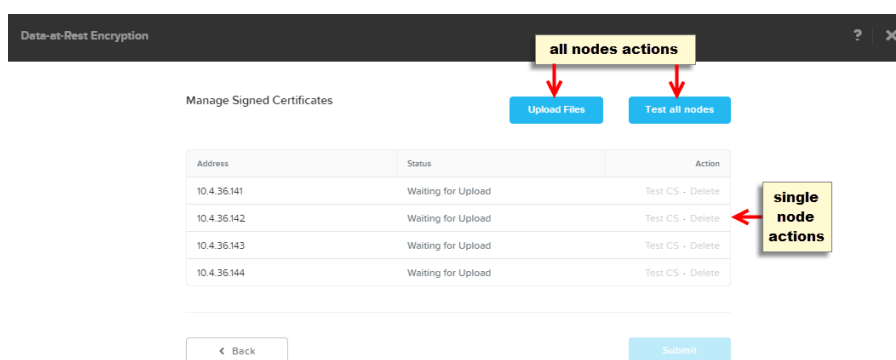 Data-at-Rest Encryption
?
all nodes actions
Manage Signed Certificates
Upload Files
Test all nodes
Address Status Action
10.4.36.141 Waiting for Upload Test CS - Delete
10.4.36.142 Waiting for Upload Test CS - Delete
10.4.36.143 Waiting for Upload Test CS - Delete
10.4.36.144 Waiting for Upload Test CS - Delete
single
node
actions
Back
Submit